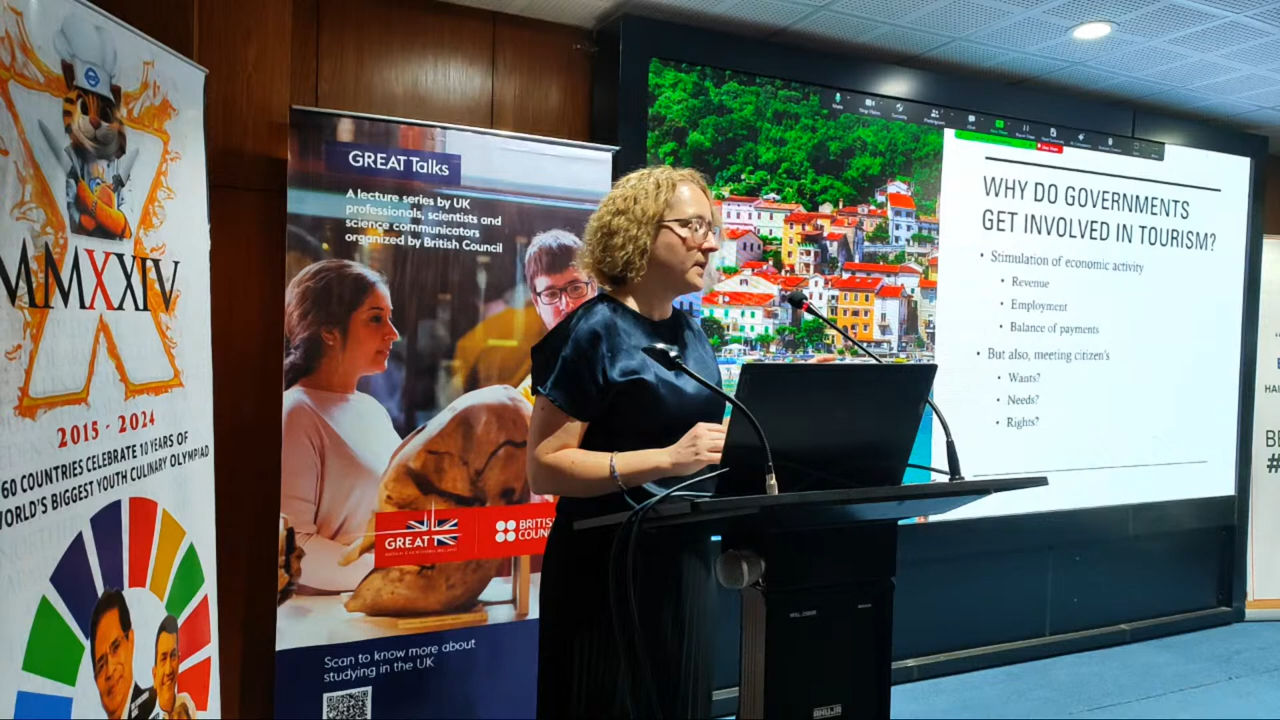 MMXXIV
2015 - 2024
60 COUNTRIES CELEBRATE 10 YEARS OF
WORLD'S BIGGEST YOUTH CULINARY OLYMPIAD
GREAT Talks
A lecture series by UK
professionals, scientists and
science communicators
organized by British Council
GREAT
BRITISH
COUN
Scan to know more about
studying in the UK
WHY DO GOVERNMENTS
GET INVOLVED IN TOURISM?
• Stimulation of economic activity
• Revenue
• Employment
• Balance of payments
• But also, meeting citizen's
• Wants?
• Needs?
• Rights?
AHUJA
HAR
BE
#